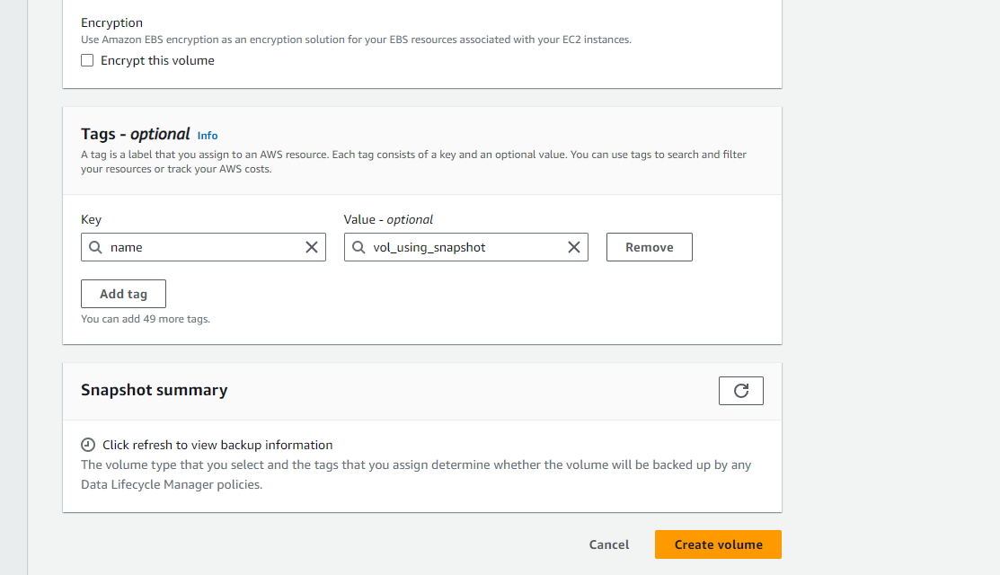 Encryption
Use Amazon EBS encryption as an encryption solution for your EBS resources associated with your EC2 instances.
Encrypt this volume
Tags - optional Info
A tag is a label that you assign to an AWS resource. Each tag consists of a key and an optional value. You can use tags to search and filter
your resources or track your AWS costs.
Key Value - optional
name vol_using_snapshot Remove
Add tag
You can add 49 more tags.
Snapshot summary
Click refresh to view backup information
The volume type that you select and the tags that you assign determine whether the volume will be backed up by any
Data Lifecycle Manager policies.
Cancel Create volume